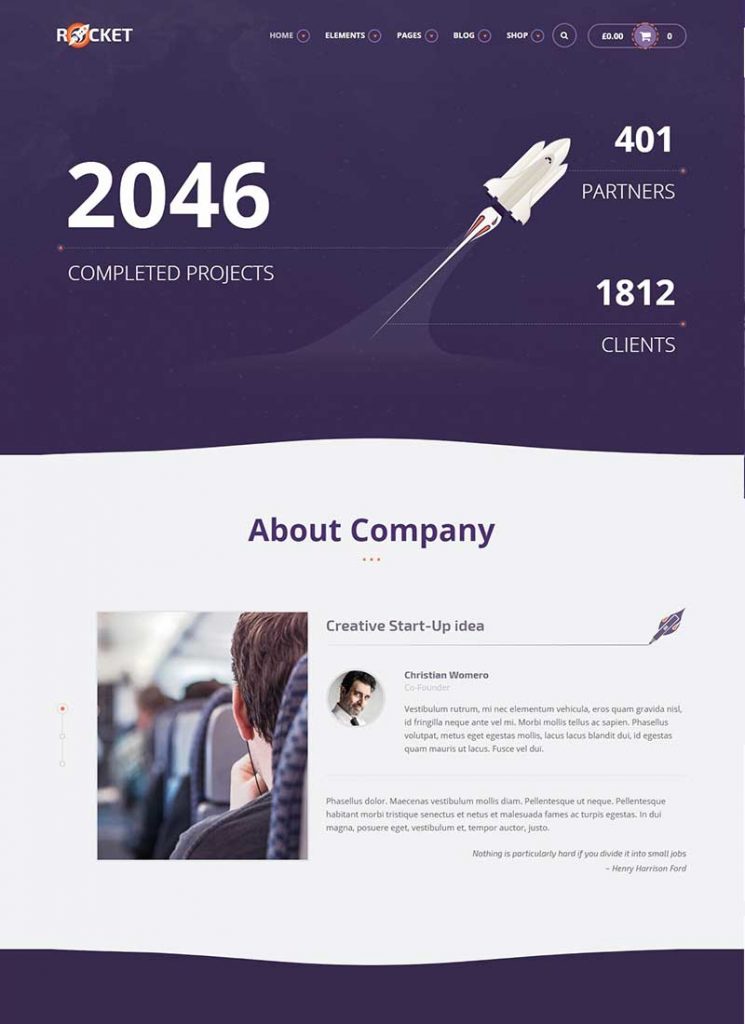 ROCKET
HOME ELEMENTS PAGES BLOG SHOP £0.00 0
2046
COMPLETED PROJECTS
401
PARTNERS
1812
CLIENTS
About Company
Creative Start-Up idea
Christian Womero
Co-Founder
Vestibulum rutrum, mi nec elementum vehicula, eros quam gravida nisl,
id fringilla neque ante vel mi. Morbi mollis tellus ac sapien. Phasellus
volutpat, metus eget egestas mollis, lacus lacus blandit dui, id egestas
quam mauris ut lacus. Fusce vel dui.
Phasellus dolor. Maecenas vestibulum mollis diam. Pellentesque ut neque. Pellentesque
habitant morbi tristique senectus et netus et malesuada fames ac turpis egestas. In dui
magna, posuere eget, vestibulum et, tempor auctor, justo.
Nothing is particularly hard if you divide it into small jobs
– Henry Harrison Ford